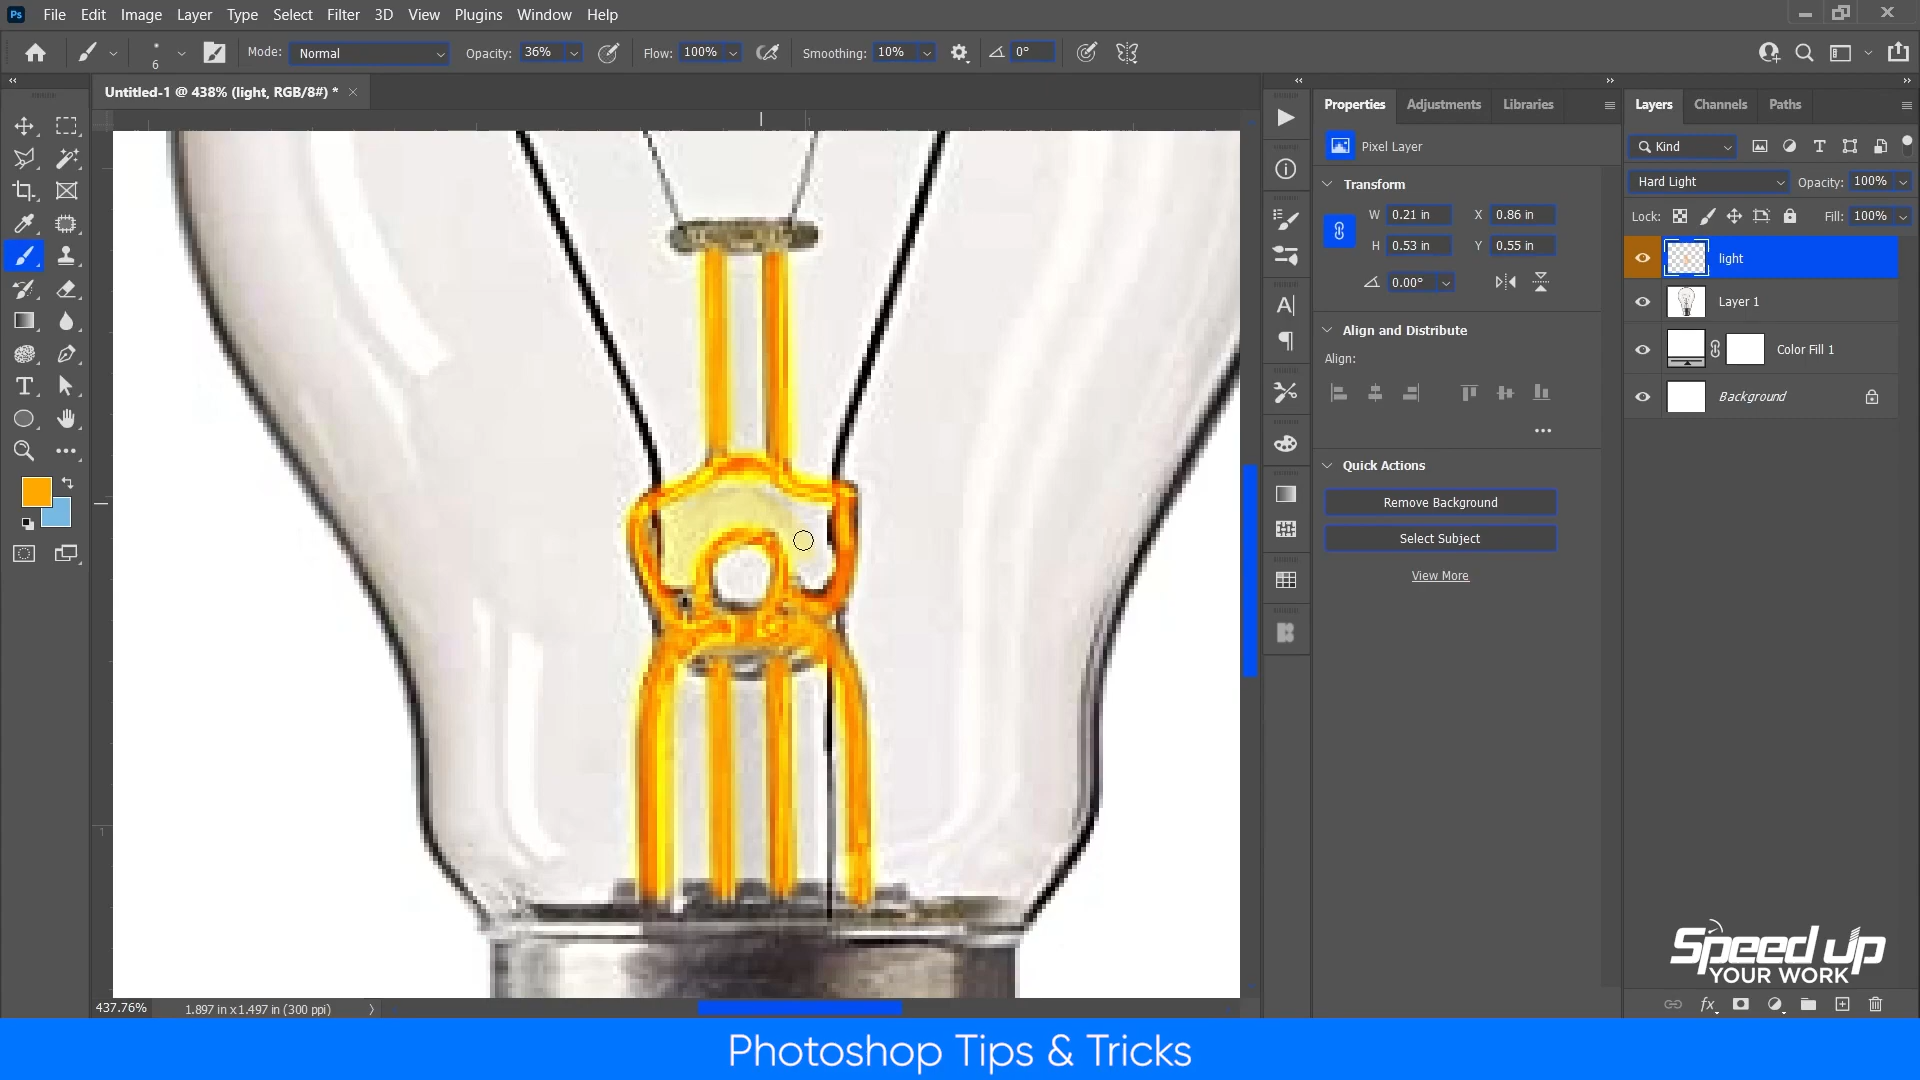 Ps File Edit Image Layer Type Select Filter 3D View Plugins Window Help
6 Mode: Normal Opacity: 36% Flow: 100% Smoothing: 10% 0°
Untitled-1 @ 438% (light, RGB/8#) *
Properties Adjustments Libraries
Layers Channels Paths
Pixel Layer
Kind
Transform
Hard Light Opacity: 100%
W 0.21 in X 0.86 in
Lock: Fill: 100%
H 0.53 in Y 0.55 in
light
0.00°
Layer 1
Align and Distribute
Color Fill 1
Align:
Background
Quick Actions
Remove Background
Select Subject
View More
1
Speed up
YOUR WORK
437.76% 1.897 in x 1.497 in (300 ppi)
Photoshop Tips & Tricks